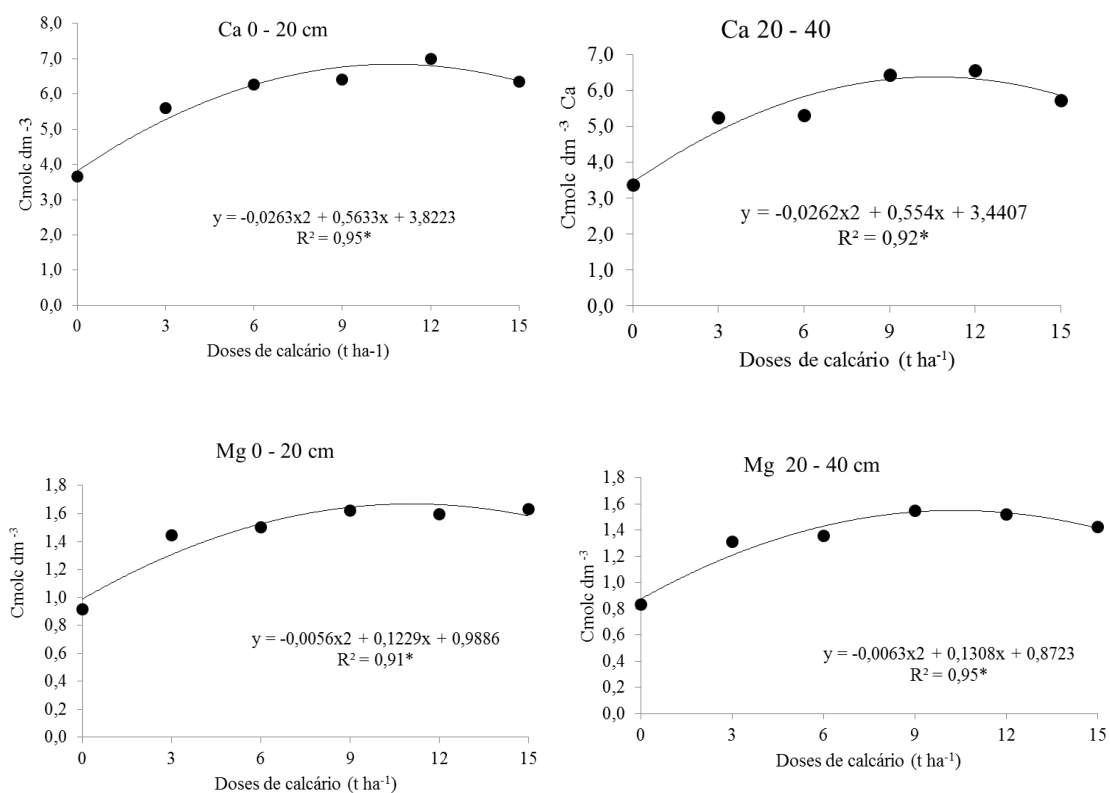 Ca 0 - 20 cm
8,0
7,0
6,0
5,0
4,0
3,0
2,0
1,0
0,0
Cmolc dm -3
y = -0,0263x2 + 0,5633x + 3,8223
R² = 0,95*
0 3 6 9 12 15
Doses de calcário (t ha-1)
Ca 20 - 40
7,0
6,0
5,0
4,0
3,0
2,0
1,0
0,0
Cmolc dm -3 Ca
y = -0,0262x2 + 0,554x + 3,4407
R² = 0,92*
0 3 6 9 12 15
Doses de calcário (t ha-1)
Mg 0 - 20 cm
1,8
1,6
1,4
1,2
1,0
0,8
0,6
0,4
0,2
0,0
Cmolc dm -3
y = -0,0056x2 + 0,1229x + 0,9886
R² = 0,91*
0 3 6 9 12 15
Doses de calcário (t ha-1)
Mg 20 - 40 cm
1,8
1,6
1,4
1,2
1,0
0,8
0,6
0,4
0,2
0,0
Cmolc dm -3
y = -0,0063x2 + 0,1308x + 0,8723
R² = 0,95*
0 3 6 9 12 15
Doses de calcário (t ha-1)